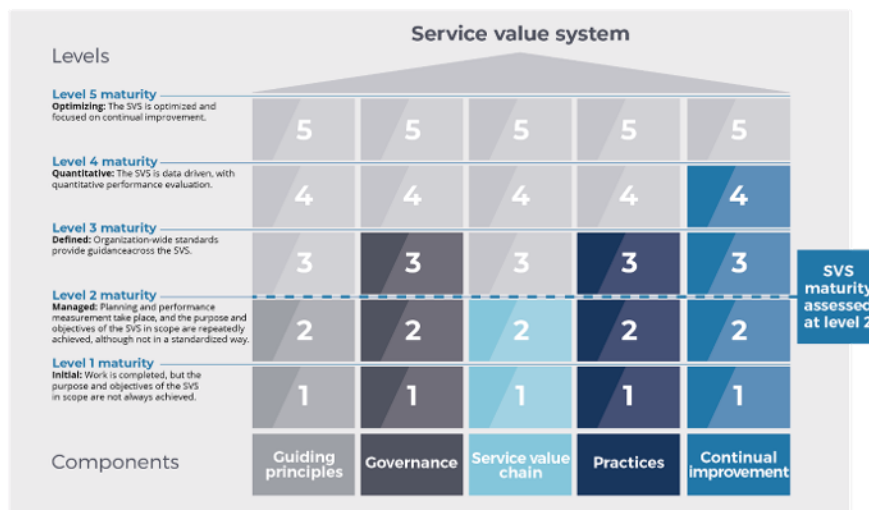 Service value system
Levels
Level 5 maturity
Optimizing: The SVS is optimized and
focused on continual improvement.
5 5 5 5 5
Level 4 maturity
Quantitative: The SVS is data driven, with
quantitative performance evaluation.
4 4 4 4 4
Level 3 maturity
Defined: Organization-wide standards
provide guidanceacross the SVS.
3 3 3 3 3
SVS
maturity
assessed
at level 2
Level 2 maturity
Managed: Planning and performance
measurement take place, and the purpose and
objectives of the SVS in scope are repeatedly
achieved, although not in a standardized way.
2 2 2 2 2
Level 1 maturity
Initial: Work is completed, but the
purpose and objectives of the SVS
in scope are not always achieved.
1 1 1 1 1
Components
Guiding
principles
Governance
Service value
chain
Practices
Continual
improvement